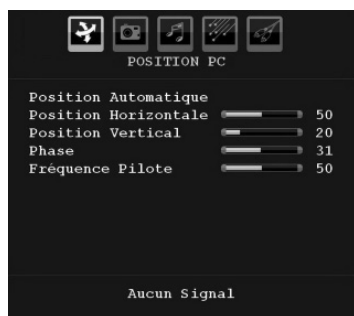 POSITION PC
Position Automatique
Position Horizontale 50
Position Vertical 20
Phase 31
Fréquence Pilote 50
Aucun Signal